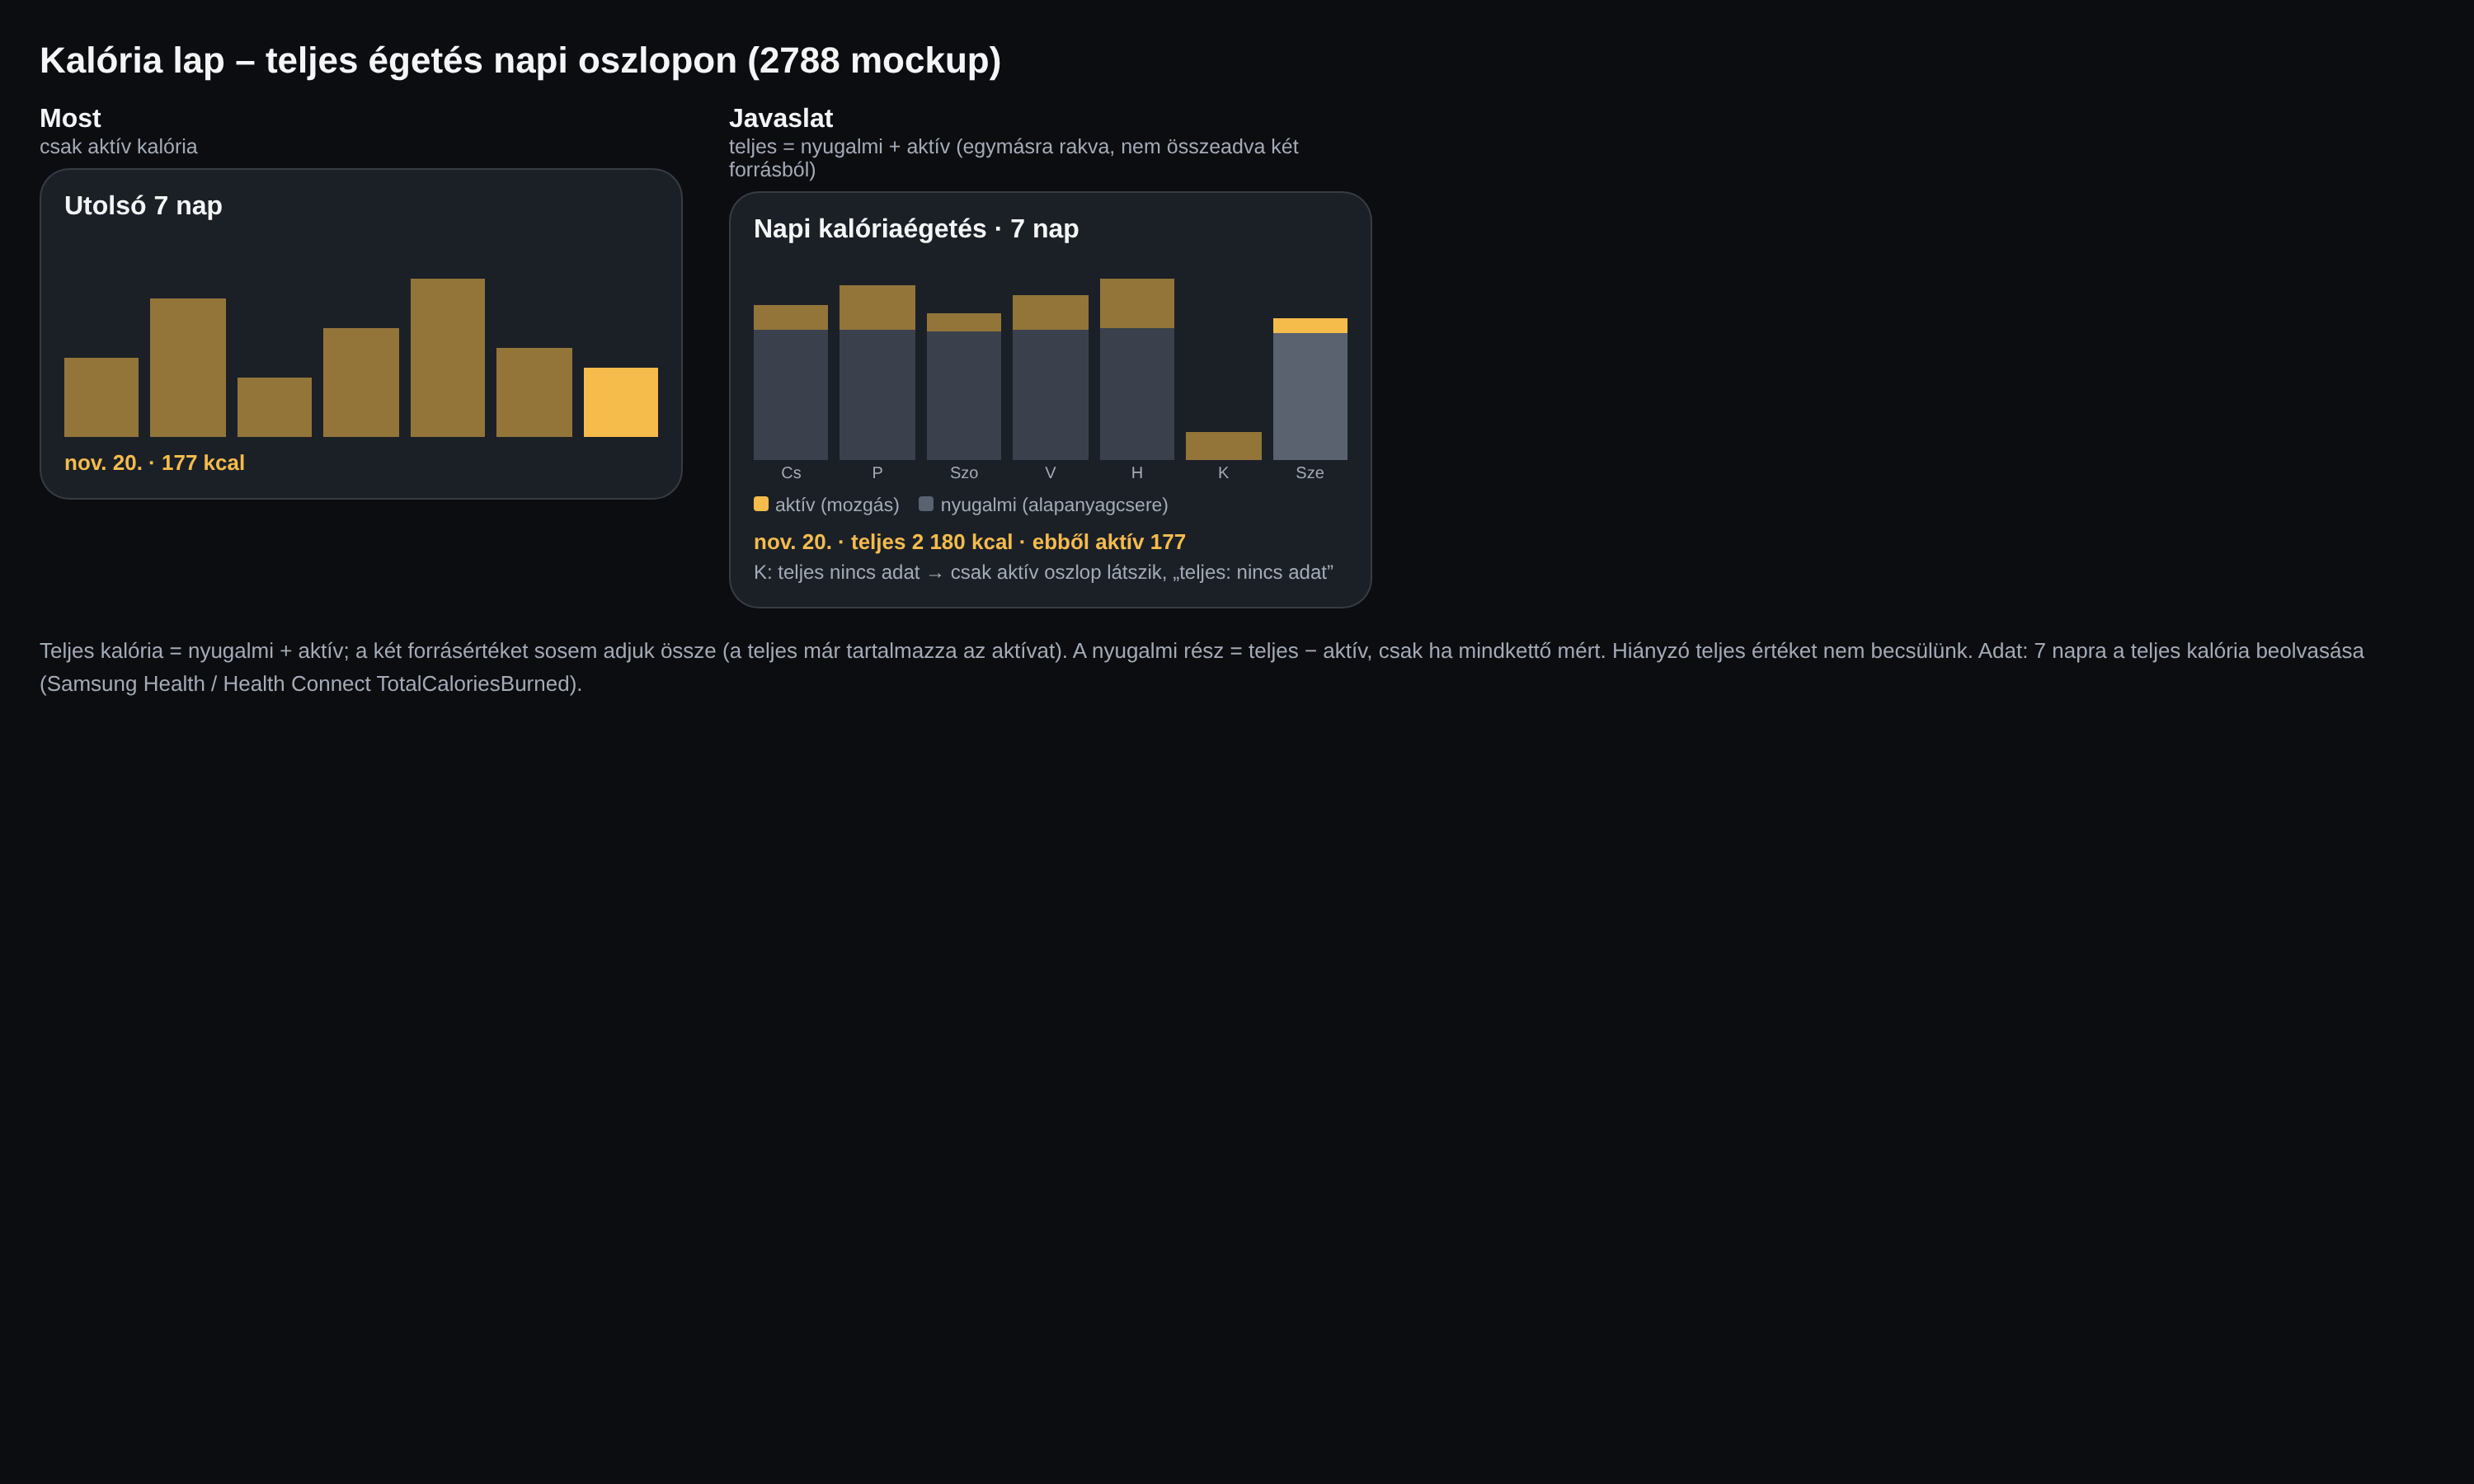 Kalória lap – teljes égetés napi oszlopon (2788 mockup)
Most
csak aktív kalória
Utolsó 7 nap
nov. 20. · 177 kcal
Javaslat
teljes = nyugalmi + aktív (egymásra rakva, nem összeadva két
forrásból)
Napi kalóriaégetés · 7 nap
Cs P Szo V H K Sze
aktív (mozgás) nyugalmi (alapanyagcsere)
nov. 20. · teljes 2 180 kcal · ebből aktív 177
K: teljes nincs adat → csak aktív oszlop látszik, „teljes: nincs adat”
Teljes kalória = nyugalmi + aktív; a két forrásértéket sosem adjuk össze (a teljes már tartalmazza az aktívat). A nyugalmi rész = teljes − aktív, csak ha mindkettő mért. Hiányzó teljes értéket nem becsülünk. Adat: 7 napra a teljes kalória beolvasása
(Samsung Health / Health Connect TotalCaloriesBurned).